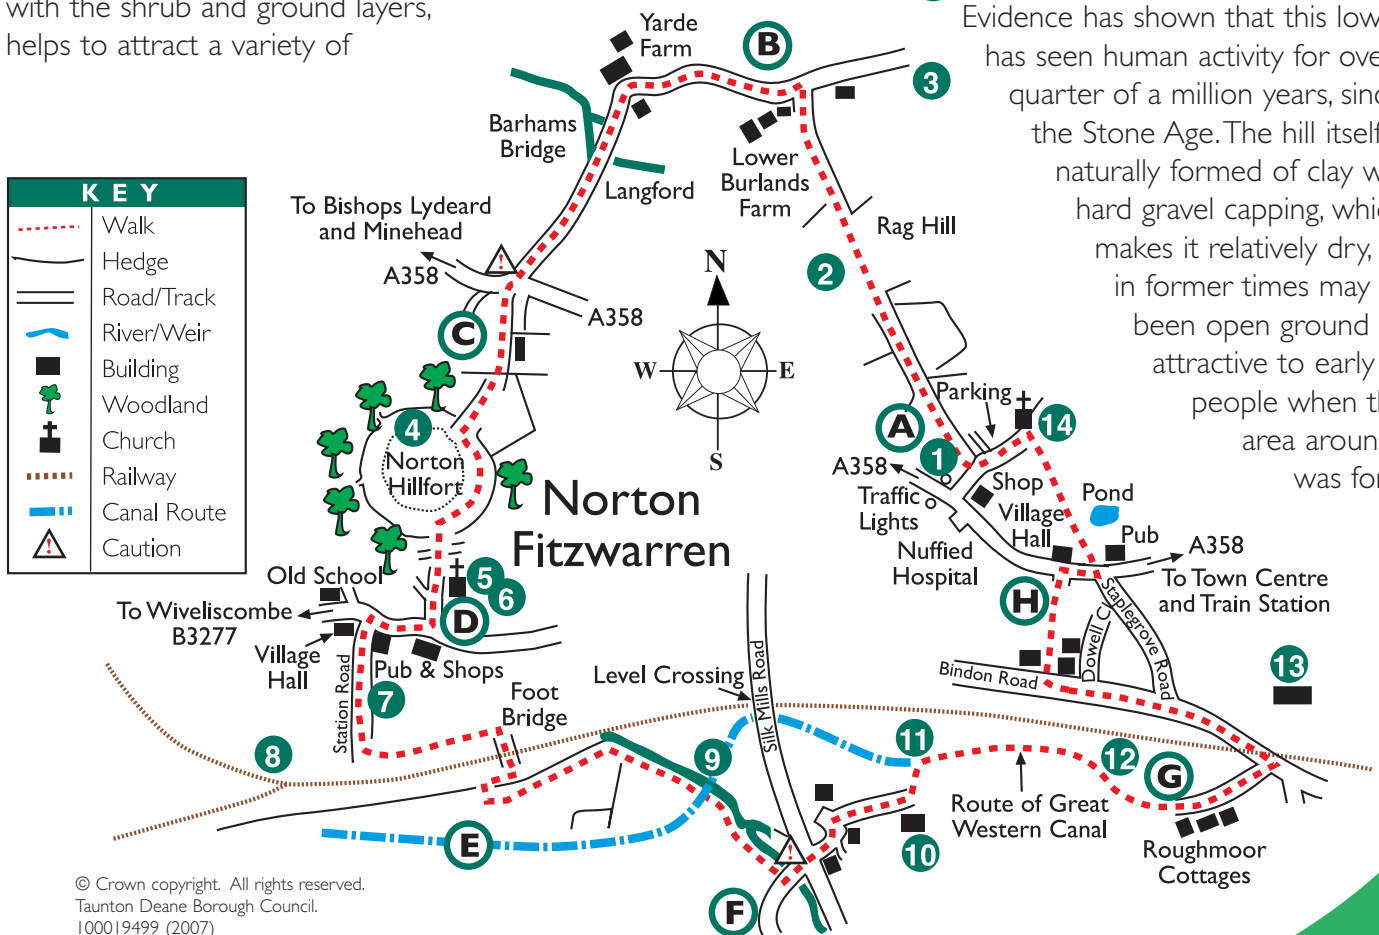 with the shrub and ground layers,
helps to attract a variety of
Evidence has shown that this low
has seen human activity for ove
quarter of a million years, sinc
the Stone Age. The hill itself
naturally formed of clay w
hard gravel capping, whic
makes it relatively dry,
in former times may
been open ground
attractive to early
people when th
area around
was for
KEY
Walk
Hedge
Road/Track
River/Weir
Building
Woodland
Church
Railway
Canal Route
Caution
Yarde
Farm
B
3
Barhams
Bridge
Langford
Lower
Burlands
Farm
Rag Hill
2
To Bishops Lydeard
and Minehead
A358
A358
C
N
W
E
S
4
Norton
Hillfort
Norton
Fitzwarren
Parking
A
1
14
A358
Traffic
Lights
Shop
Village
Hall
Pond
Pub
Nuffied
Hospital
A358
To Town Centre
and Train Station
H
Staplegrove Road
Dowell C
Bindon Road
13
5
6
D
Old School
To Wiveliscombe
B3277
Village
Hall
Pub & Shops
7
Station Road
Foot
Bridge
Level Crossing
Silk Mills Road
8
9
11
12
G
Route of Great
Western Canal
E
10
Roughmoor
Cottages
F
© Crown copyright. All rights reserved.
Taunton Deane Borough Council.
100019499 (2007)